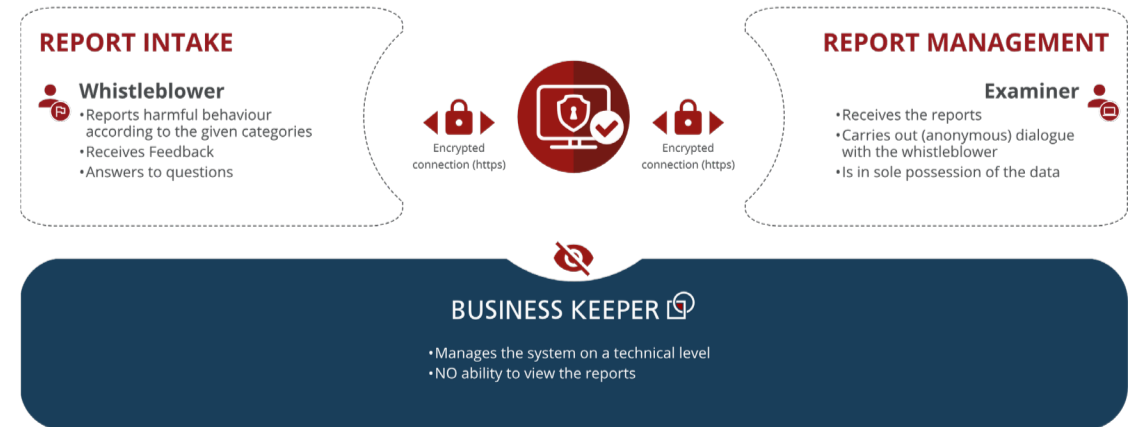 REPORT INTAKE
Whistleblower
•Reports harmful behaviour
according to the given categories
•Receives Feedback
•Answers to questions
Encrypted
connection (https)
Encrypted
connection (https)
REPORT MANAGEMENT
Examiner
•Receives the reports
•Carries out (anonymous) dialogue
with the whistleblower
•Is in sole possession of the data
BUSINESS KEEPER
•Manages the system on a technical level
•NO ability to view the reports